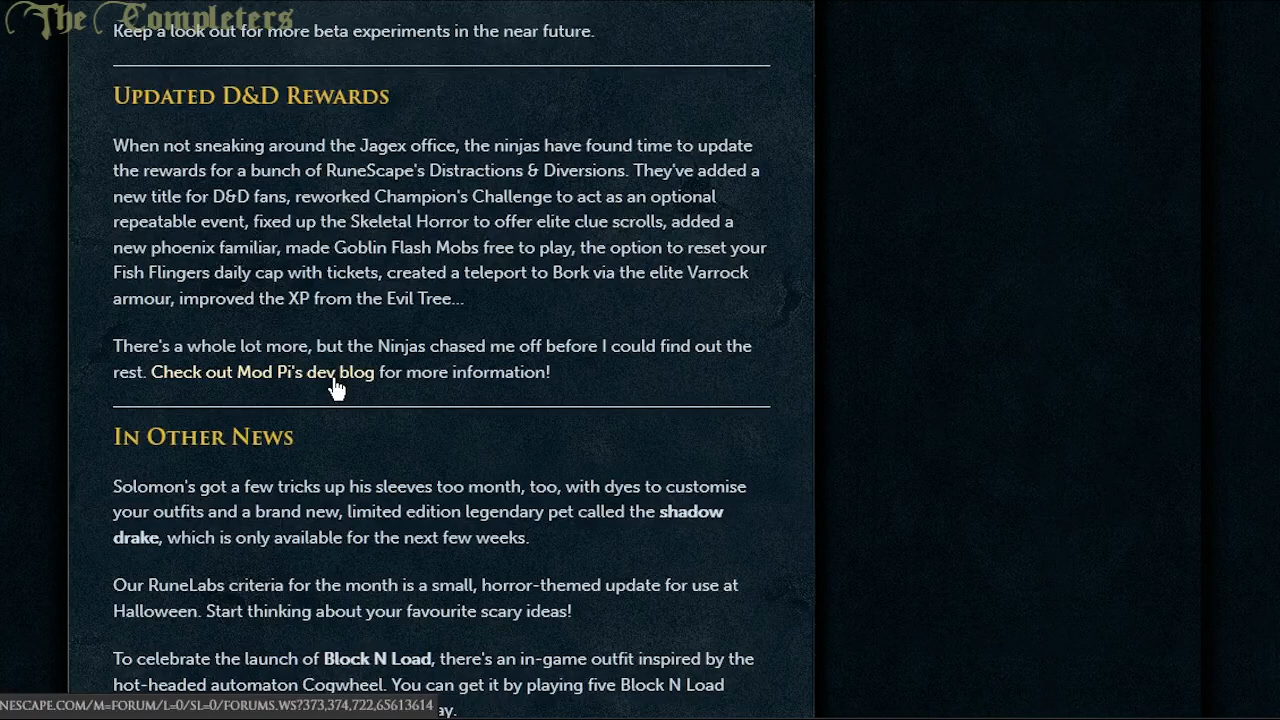 The Completers
Keep a look out for more beta experiments in the near future.
Updated D&D Rewards
When not sneaking around the Jagex office, the ninjas have found time to update
the rewards for a bunch of RuneScape's Distractions & Diversions. They've added a
new title for D&D fans, reworked Champion's Challenge to act as an optional
repeatable event, fixed up the Skeletal Horror to offer elite clue scrolls, added a
new phoenix familiar, made Goblin Flash Mobs free to play, the option to reset your
Fish Flingers daily cap with tickets, created a teleport to Bork via the elite Varrock
armour, improved the XP from the Evil Tree...
There's a whole lot more, but the Ninjas chased me off before I could find out the
rest. Check out Mod Pi's dev blog for more information!
In Other News
Solomon's got a few tricks up his sleeves too month, too, with dyes to customise
your outfits and a brand new, limited edition legendary pet called the shadow
drake, which is only available for the next few weeks.
Our RuneLabs criteria for the month is a small, horror-themed update for use at
Halloween. Start thinking about your favourite scary ideas!
To celebrate the launch of Block N Load, there's an in-game outfit inspired by the
hot-headed automaton Cogwheel. You can get it by playing five Block N Load
NESCAPE.COM/M=FORUM/L=0/SL=0/FORUMS.WS?373,374,722,65613614